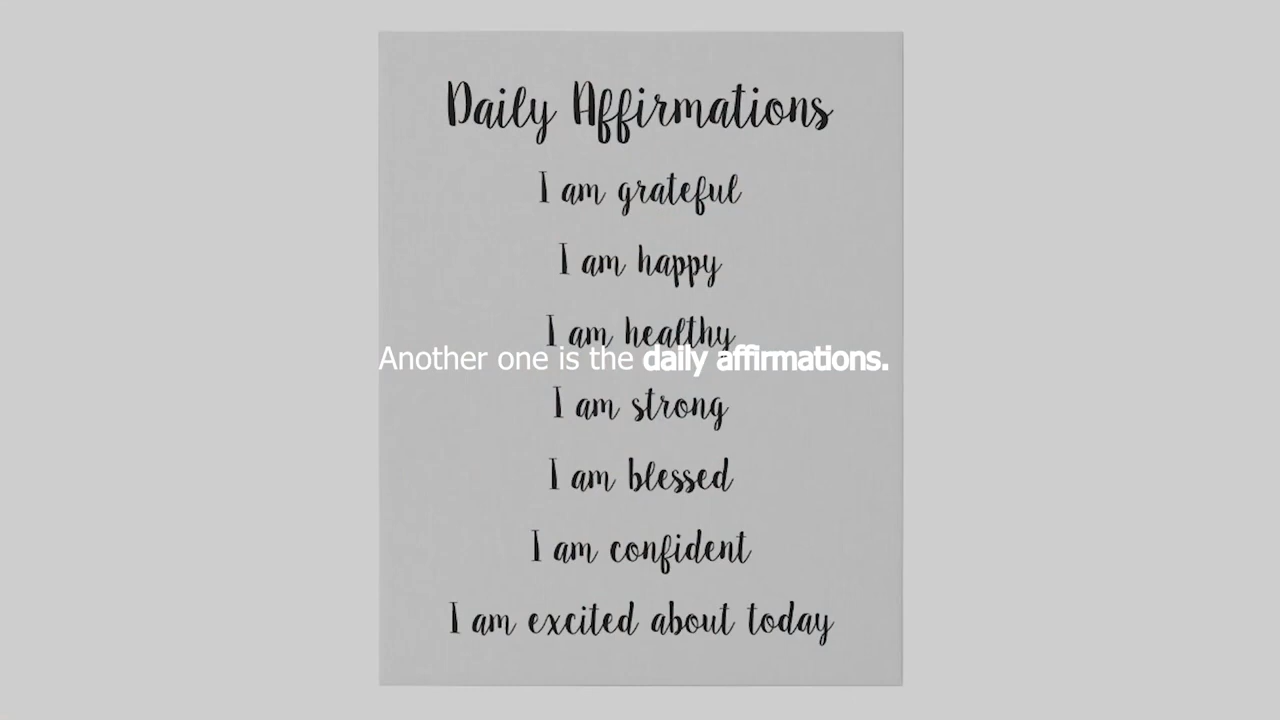 Daily Affirmations
I am grateful
I am happy
I am healthy
Another one is the daily affirmations.
I am strong
I am blessed
I am confident
I am excited about today